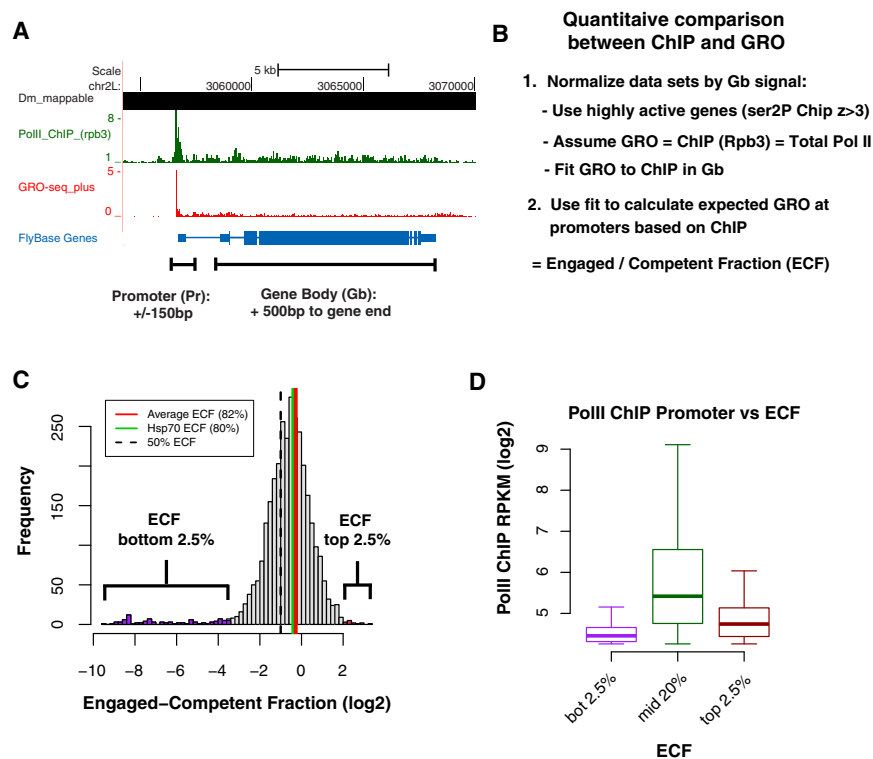 A
Scale
5 kb
chr2L:
3060000
3065000
3070000
Dm_mappable
8 -
PolII_ChIP_(rpb3)
1 -
5 -
GRO-seq_plus
0 -
FlyBase Genes
Promoter (Pr):
+/-150bp
Gene Body (Gb):
+ 500bp to gene end
B
Quantitaive comparison
between ChIP and GRO
1. Normalize data sets by Gb signal:
- Use highly active genes (ser2P Chip z>3)
- Assume GRO = ChIP (Rpb3) = Total Pol II
- Fit GRO to ChIP in Gb
2. Use fit to calculate expected GRO at
promoters based on ChIP
= Engaged / Competent Fraction (ECF)
C
Average ECF (82%)
Hsp70 ECF (80%)
50% ECF
Frequency
0
50
150
250
ECF
bottom 2.5%
ECF
top 2.5%
−10
−8
−6
−4
−2
0
2
Engaged−Competent Fraction (log2)
D
PolII ChIP Promoter vs ECF
PolII ChIP RPKM (log2)
5
6
7
8
9
bot 2.5%
mid 20%
top 2.5%
ECF